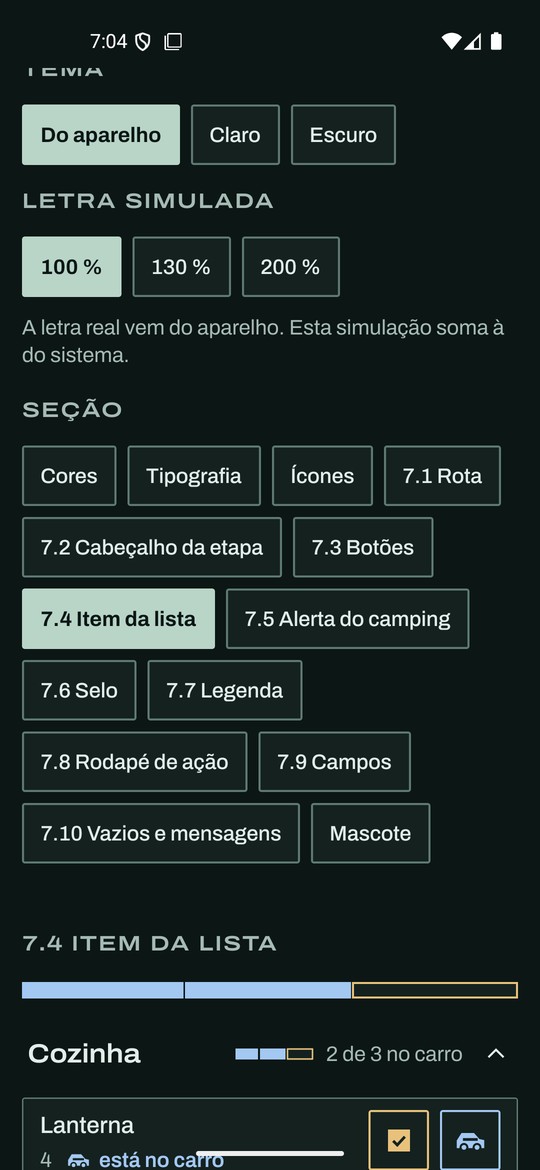 7:04
TEMA
Do aparelho Claro Escuro
LETRA SIMULADA
100 % 130 % 200 %
A letra real vem do aparelho. Esta simulação soma à
do sistema.
SEÇÃO
Cores Tipografia Ícones 7.1 Rota
7.2 Cabeçalho da etapa 7.3 Botões
7.4 Item da lista 7.5 Alerta do camping
7.6 Selo 7.7 Legenda
7.8 Rodapé de ação 7.9 Campos
7.10 Vazios e mensagens Mascote
7.4 ITEM DA LISTA
Cozinha 2 de 3 no carro
Lanterna
4 está no carro